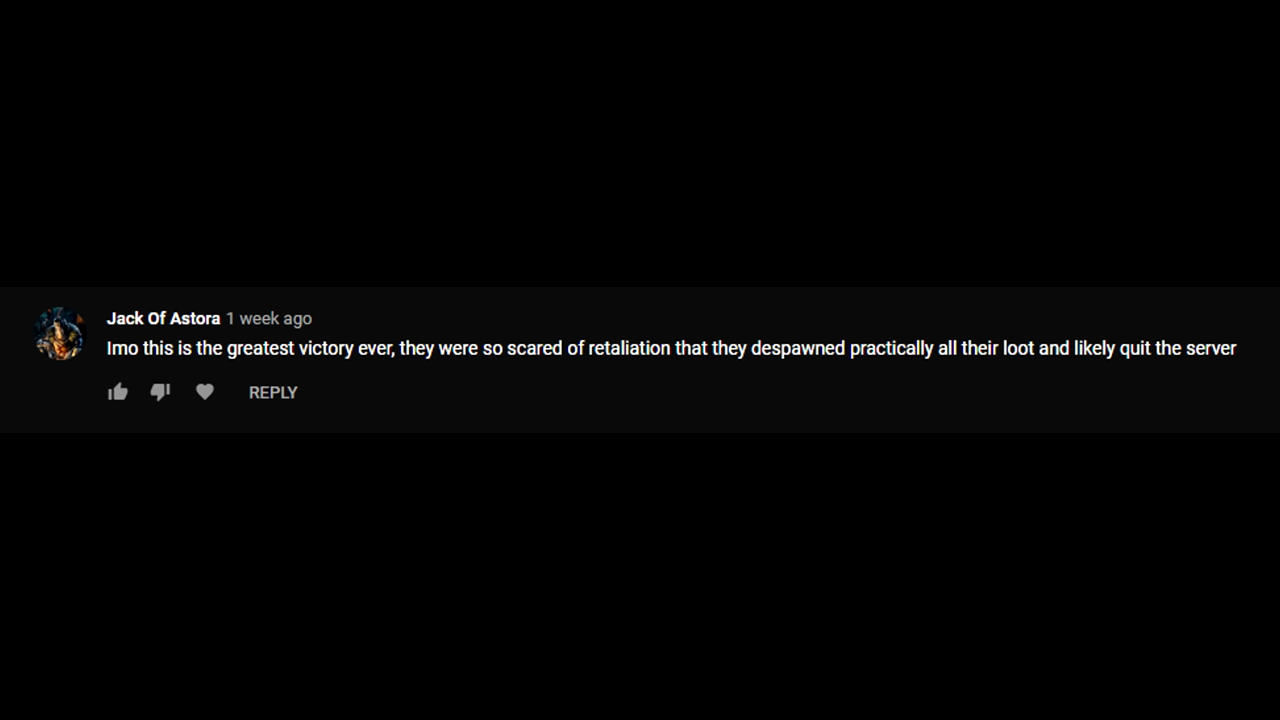 Jack Of Astora 1 week ago
Imo this is the greatest victory ever, they were so scared of retaliation that they despawned practically all their loot and likely quit the server
REPLY